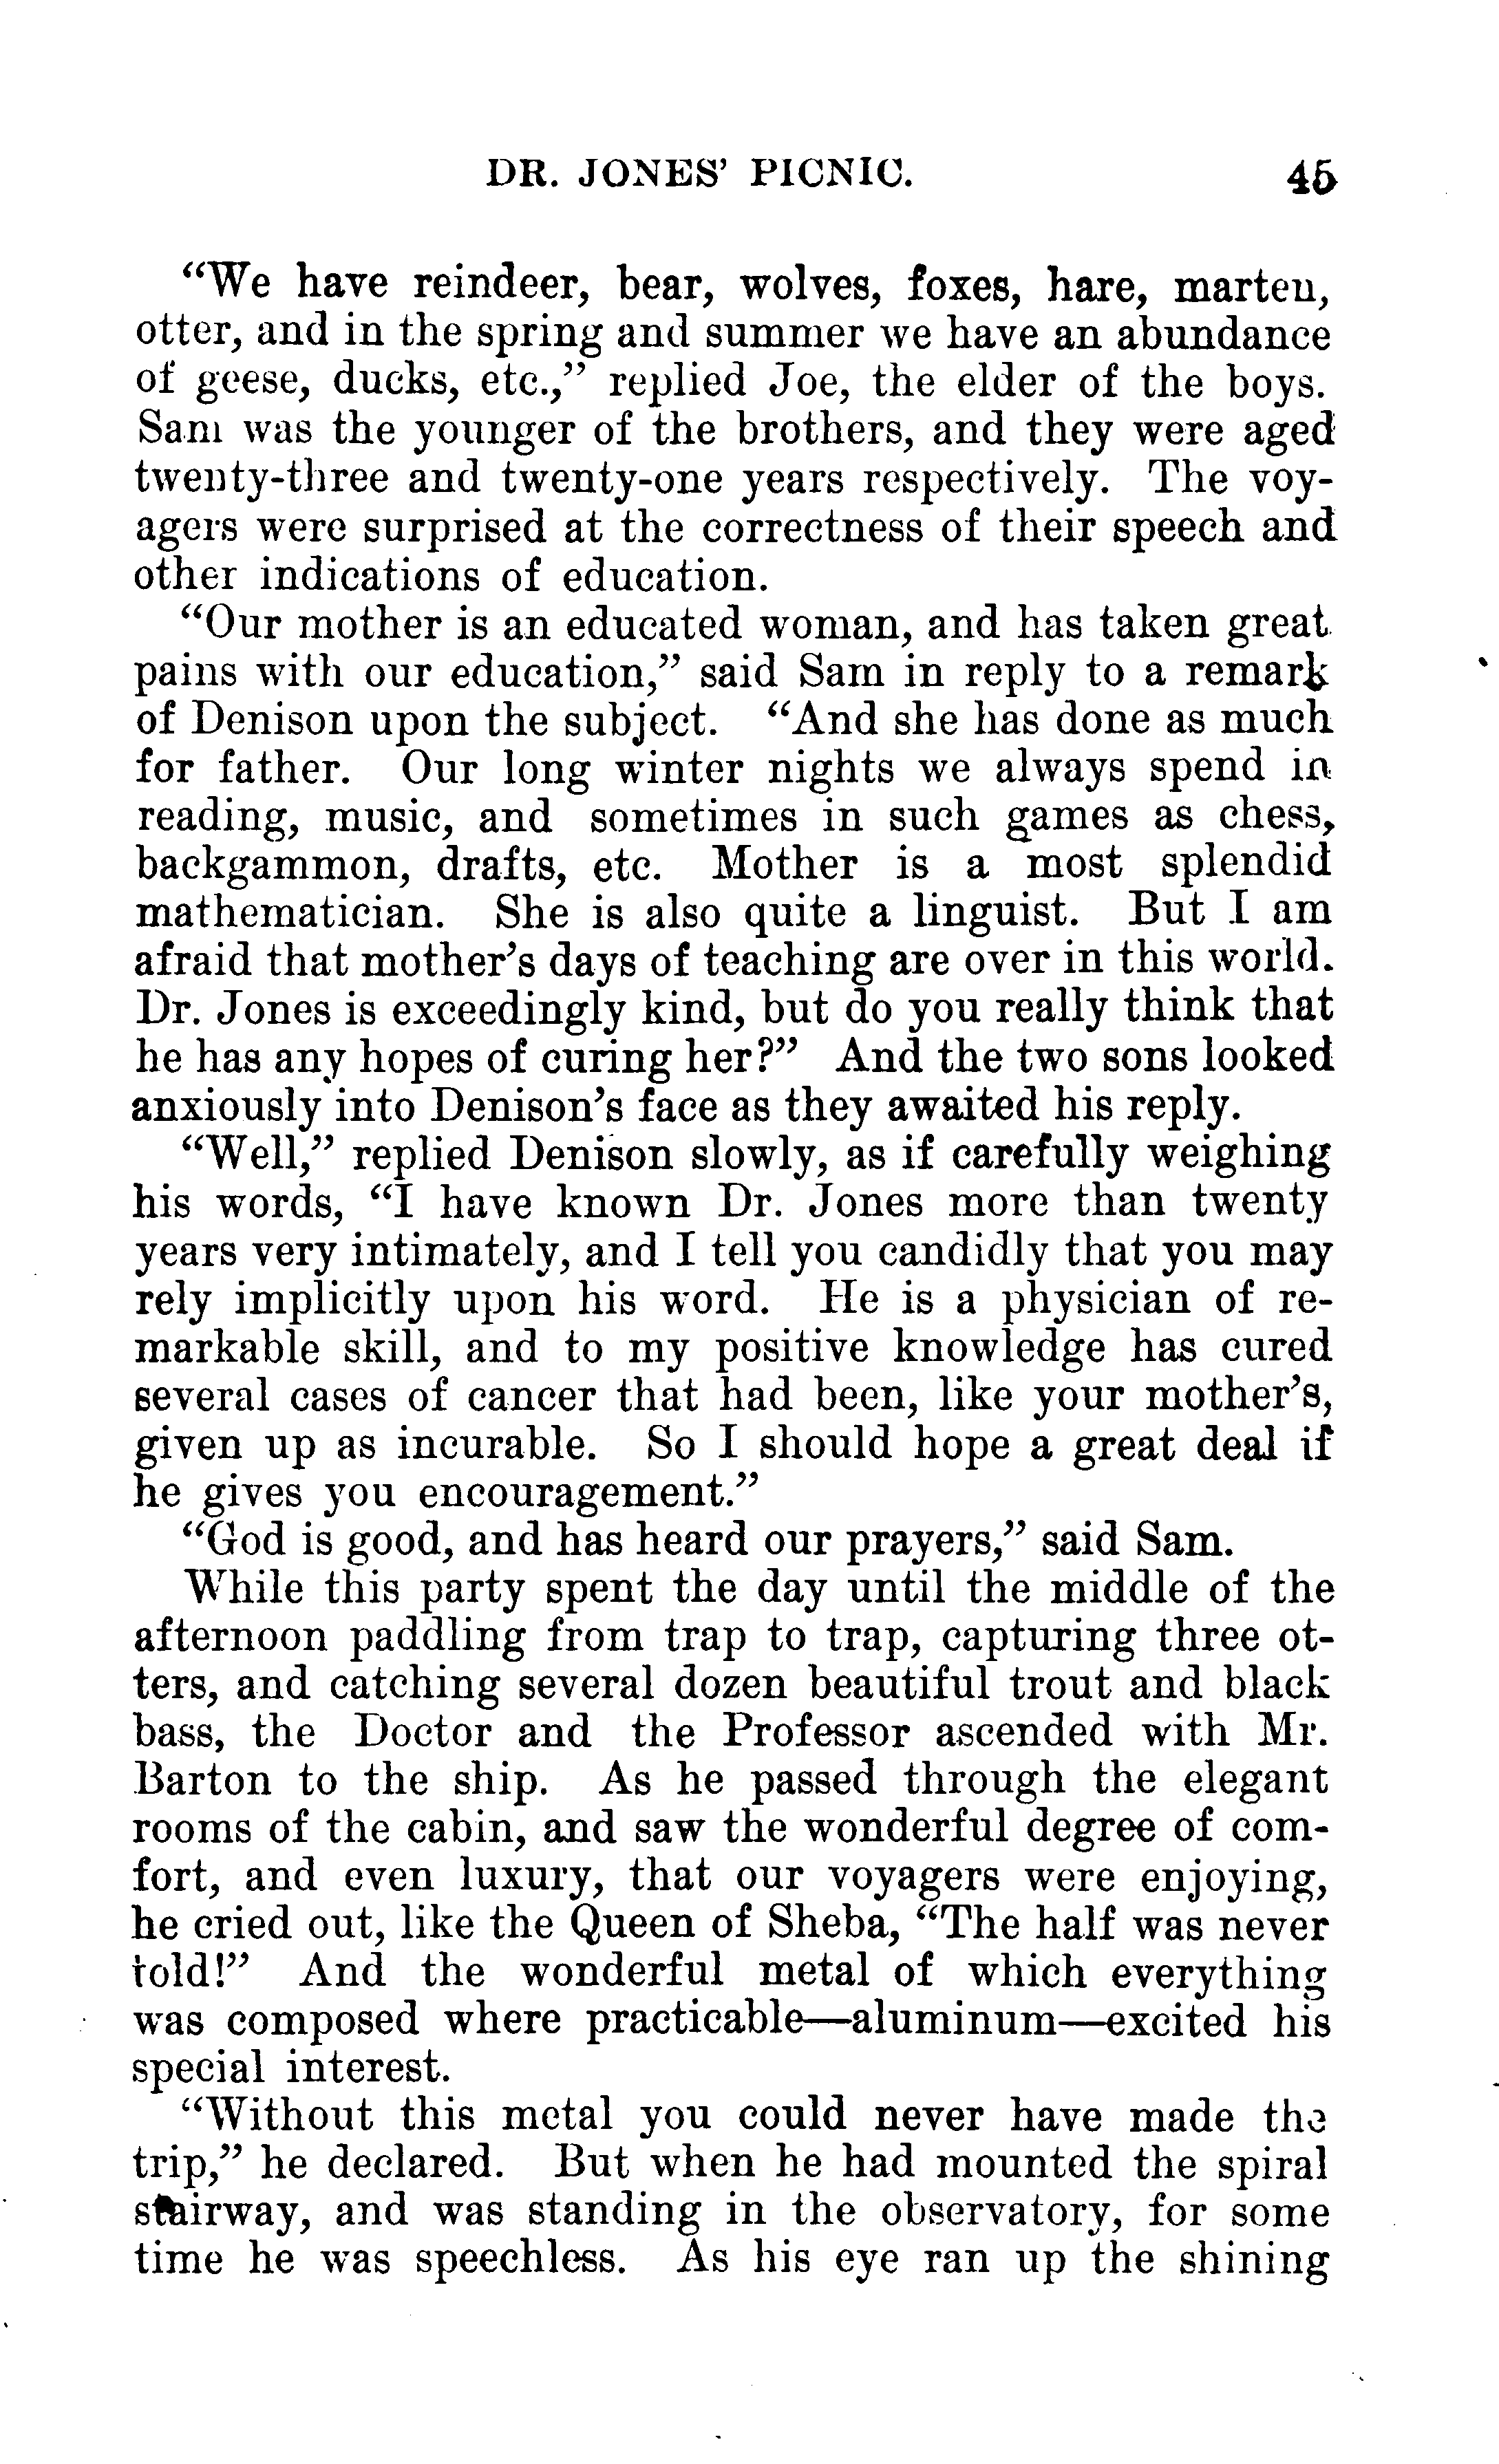 DR. JONES' PICNIC. 45
"We have reindeer, bear, wolves, foxes, hare, marten,
otter, and in the spring and summer we have an abundance
of geese, ducks, etc.," replied Joe, the elder of the boys.
Sam was the younger of the brothers, and they were aged
twenty-three and twenty-one years respectively. The voy-
agers were surprised at the correctness of their speech and
other indications of education.
"Our mother is an educated woman, and has taken great
pains with our education," said Sam in reply to a remark
of Denison upon the subject. "And she has done as much
for father. Our long winter nights we always spend in
reading, music, and sometimes in such games as chess,
backgammon, drafts, etc. Mother is a most splendid
mathematician. She is also quite a linguist. But I am
afraid that mother's days of teaching are over in this world.
Dr. Jones is exceedingly kind, but do you really think that
he has any hopes of curing her?" And the two sons looked
anxiously into Denison's face as they awaited his reply.
"Well," replied Denison slowly, as if carefully weighing
his words, "I have known Dr. Jones more than twenty
years very intimately, and I tell you candidly that you may
rely implicitly upon his word. He is a physician of re-
markable skill, and to my positive knowledge has cured
several cases of cancer that had been, like your mother's,
given up as incurable. So I should hope a great deal if
he gives you encouragement."
"God is good, and has heard our prayers," said Sam.
While this party spent the day until the middle of the
afternoon paddling from trap to trap, capturing three ot-
ters, and catching several dozen beautiful trout and black
bass, the Doctor and the Professor ascended with Mr.
Barton to the ship. As he passed through the elegant
rooms of the cabin, and saw the wonderful degree of com-
fort, and even luxury, that our voyagers were enjoying,
he cried out, like the Queen of Sheba, "The half was never
told!" And the wonderful metal of which everything
was composed where practicable—aluminum—excited his
special interest.
"Without this metal you could never have made the
trip," he declared. But when he had mounted the spiral
stairway, and was standing in the observatory, for some
time he was speechless. As his eye ran up the shining